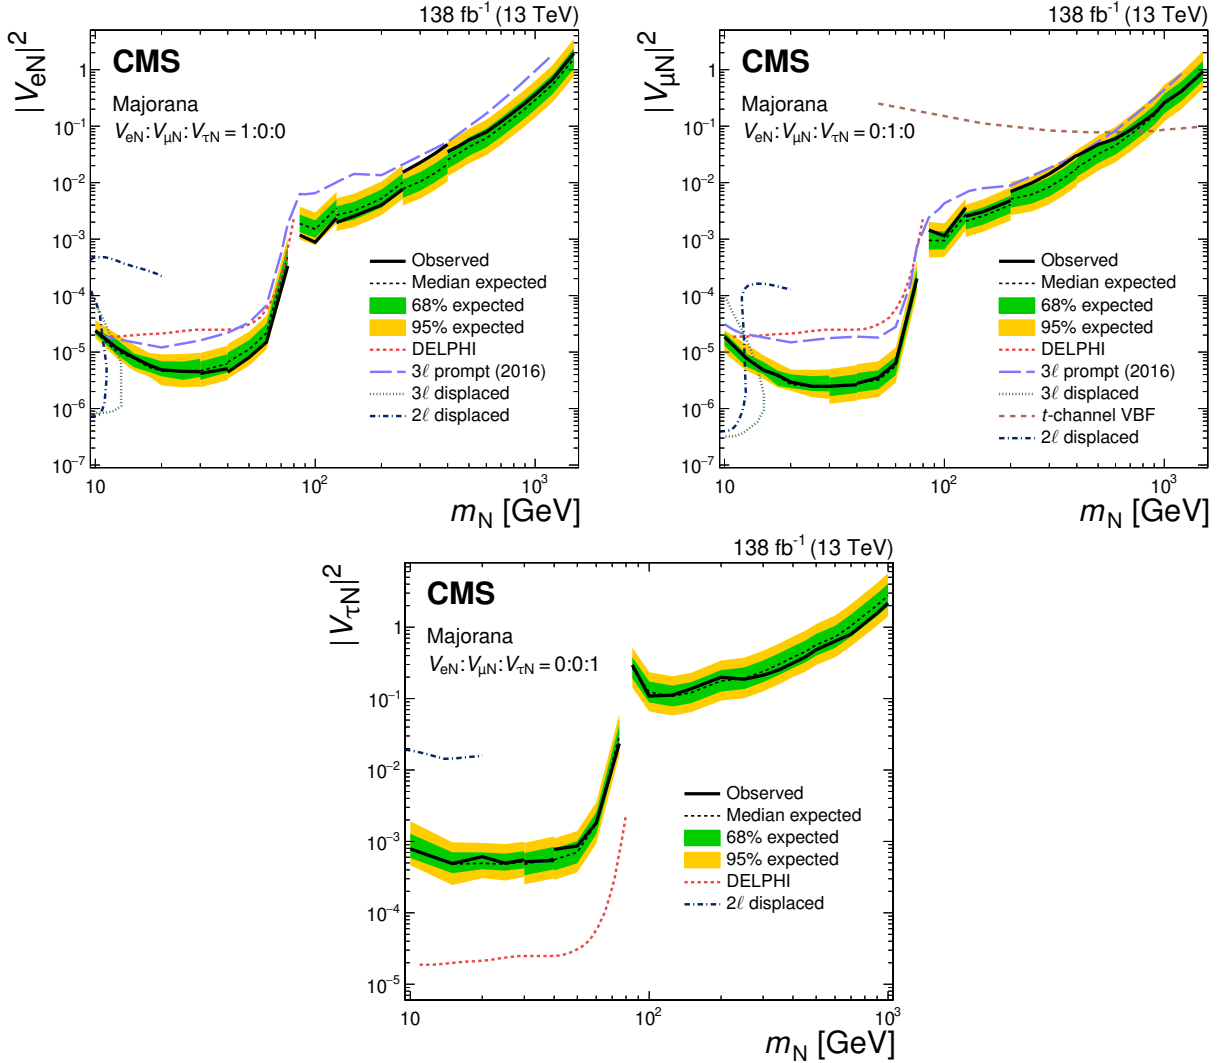 138 fb⁻¹ (13 TeV)
|V_eN|²
CMS
Majorana
V_eN : V_μN : V_τN = 1:0:0
1
10⁻¹
10⁻²
10⁻³
10⁻⁴
10⁻⁵
10⁻⁶
10⁻⁷
Observed
Median expected
68% expected
95% expected
DELPHI
3ℓ prompt (2016)
3ℓ displaced
2ℓ displaced
10 10² 10³
m_N [GeV]
138 fb⁻¹ (13 TeV)
|V_μN|²
CMS
Majorana
V_eN : V_μN : V_τN = 0:1:0
1
10⁻¹
10⁻²
10⁻³
10⁻⁴
10⁻⁵
10⁻⁶
10⁻⁷
Observed
Median expected
68% expected
95% expected
DELPHI
3ℓ prompt (2016)
3ℓ displaced
t-channel VBF
2ℓ displaced
10 10² 10³
m_N [GeV]
138 fb⁻¹ (13 TeV)
|V_τN|²
CMS
Majorana
V_eN : V_μN : V_τN = 0:0:1
1
10⁻¹
10⁻²
10⁻³
10⁻⁴
10⁻⁵
Observed
Median expected
68% expected
95% expected
DELPHI
2ℓ displaced
10 10² 10³
m_N [GeV]